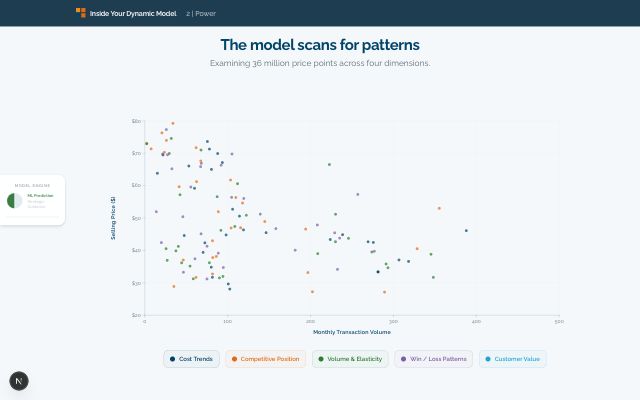 Inside Your Dynamic Model 2 | Power
The model scans for patterns
Examining 36 million price points across four dimensions.
MODEL ENGINE
ML Prediction
Selling Price ($)
$80
$70
$60
$50
$40
$30
$20
0 100 200 300 400 500
Monthly Transaction Volume
Cost Trends Competitive Position Volume & Elasticity Win / Loss Patterns Customer Value
N